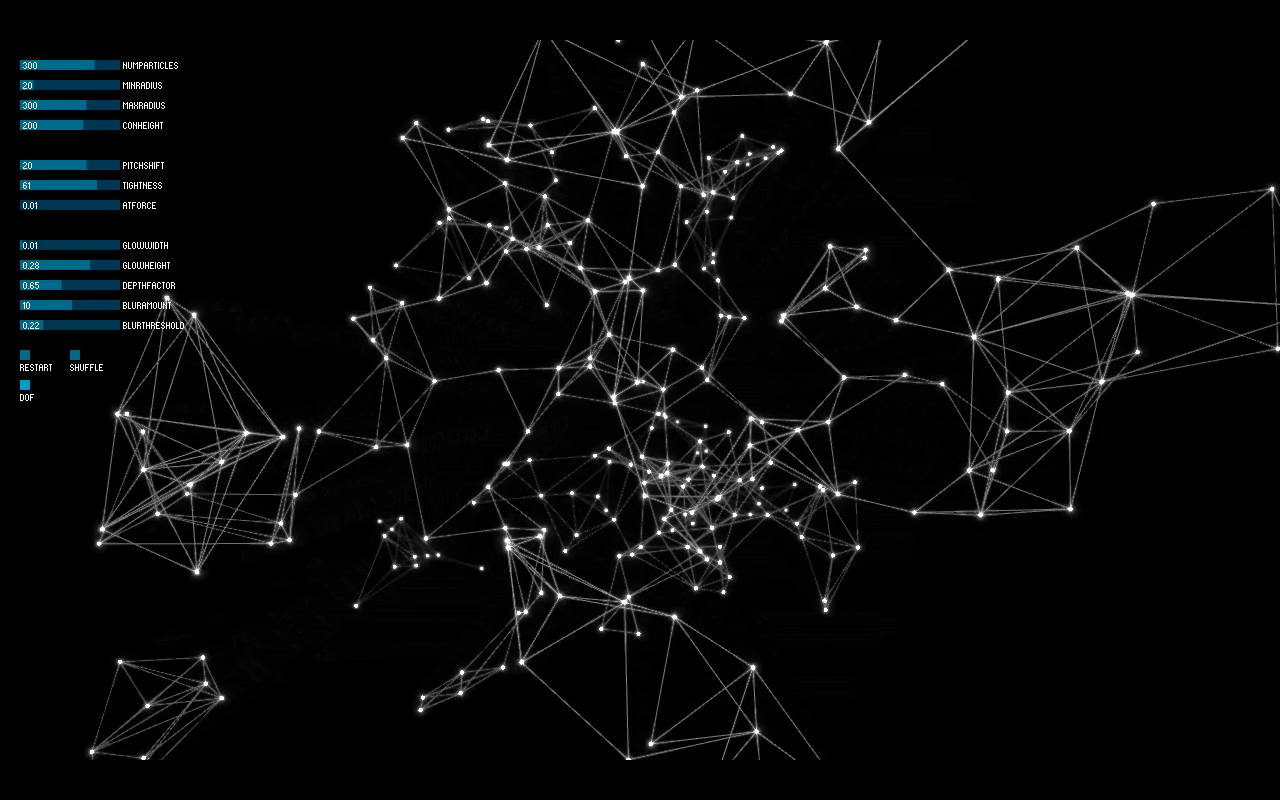 300 NUMPARTICLES
20 MINRADIUS
300 MAXRADIUS
200 CONHEIGHT
20 PITCHSHIFT
61 TIGHTNESS
0.01 ATFORCE
0.01 GLOWWIDTH
0.28 GLOWHEIGHT
0.65 DEPTHFACTOR
10 BLURAMOUNT
0.22 BLURTHRESHOLD
RESTART SHUFFLE
DOF